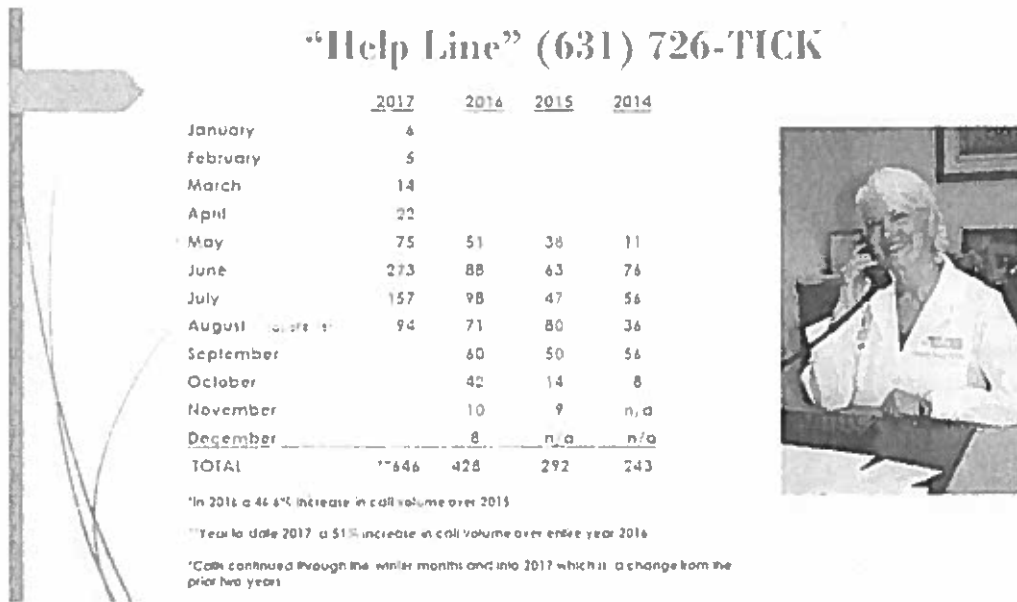 “Help Line” (631) 726-TICK
2017 2016 2015 2014
January 6
February 5
March 14
April 22
May 75 51 38 11
June 273 88 63 76
July 157 98 47 56
August 94 71 80 36
September 60 50 56
October 42 14 8
November 10 9 n/a
December 8 n/a n/a
TOTAL **646 428 292 243
*In 2016 a 46.6% increase in call volume over 2015
**Year to date 2017 a 51% increase in call volume over entire year 2016
*Calls continued through the winter months and into 2017 which is a change from the
prior two years